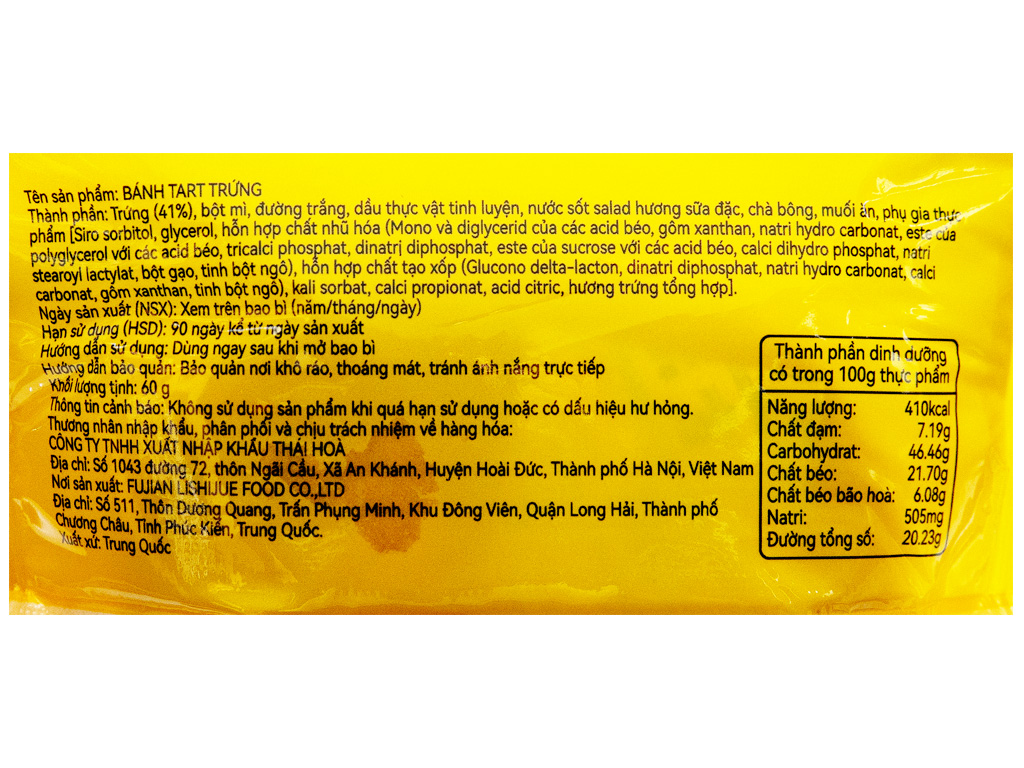 Tên sản phẩm: BÁNH TART TRỨNG
Thành phần: Trứng (41%), bột mì, đường trắng, dầu thực vật tinh luyện, nước sốt salad hương sữa đặc, chà bông, muối ăn, phụ gia thực
phẩm [Siro sorbitol, glycerol, hỗn hợp chất nhũ hóa (Mono và diglycerid của các acid béo, gôm xanthan, natri hydro carbonat, este của
polyglycerol với các acid béo, tricalci phosphat, dinatri diphosphat, este của sucrose với các acid béo, calci dihydro phosphat, natri
stearoyl lactylat, bột gạo, tinh bột ngô), hỗn hợp chất tạo xốp (Glucono delta-lacton, dinatri diphosphat, natri hydro carbonat, calci
carbonat, gôm xanthan, tinh bột ngô), kali sorbat, calci propionat, acid citric, hương trứng tổng hợp].
Ngày sản xuất (NSX): Xem trên bao bì (năm/tháng/ngày)
Hạn sử dụng (HSD): 90 ngày kể từ ngày sản xuất
Hướng dẫn sử dụng: Dùng ngay sau khi mở bao bì
Hướng dẫn bảo quản: Bảo quản nơi khô ráo, thoáng mát, tránh ánh nắng trực tiếp
Khối lượng tịnh: 60 g
Thông tin cảnh báo: Không sử dụng sản phẩm khi quá hạn sử dụng hoặc có dấu hiệu hư hỏng.
Thương nhân nhập khẩu, phân phối và chịu trách nhiệm về hàng hóa:
CÔNG TY TNHH XUẤT NHẬP KHẨU THÁI HOÀ
Địa chỉ: Số 1043 đường 72, thôn Ngãi Cầu, Xã An Khánh, Huyện Hoài Đức, Thành phố Hà Nội, Việt Nam
Nơi sản xuất: FUJIAN LISHIJUE FOOD CO.,LTD
Địa chỉ: Số 511, Thôn Dương Quang, Trấn Phụng Minh, Khu Đông Viên, Quận Long Hải, Thành phố
Chương Châu, Tỉnh Phúc Kiến, Trung Quốc.
Xuất xứ: Trung Quốc
Thành phần dinh dưỡng
có trong 100g thực phẩm
Năng lượng: 410kcal
Chất đạm: 7.19g
Carbohydrat: 46.46g
Chất béo: 21.70g
Chất béo bão hoà: 6.08g
Natri: 505mg
Đường tổng số: 20.23g